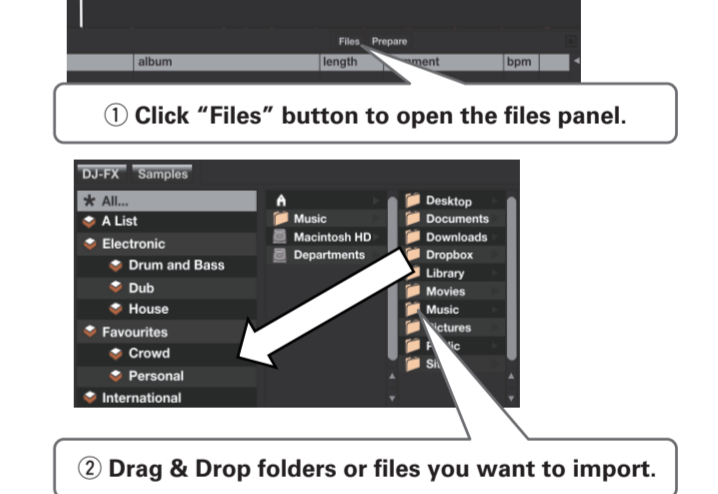 Files Prepare
album length bpm
① Click “Files” button to open the files panel.
DJ-FX Samples
All...
A List
Electronic
Drum and Bass
Dub
House
Favourites
Crowd
Personal
International
Music
Macintosh HD
Departments
Desktop
Documents
Downloads
Dropbox
Library
Movies
Music
② Drag & Drop folders or files you want to import.